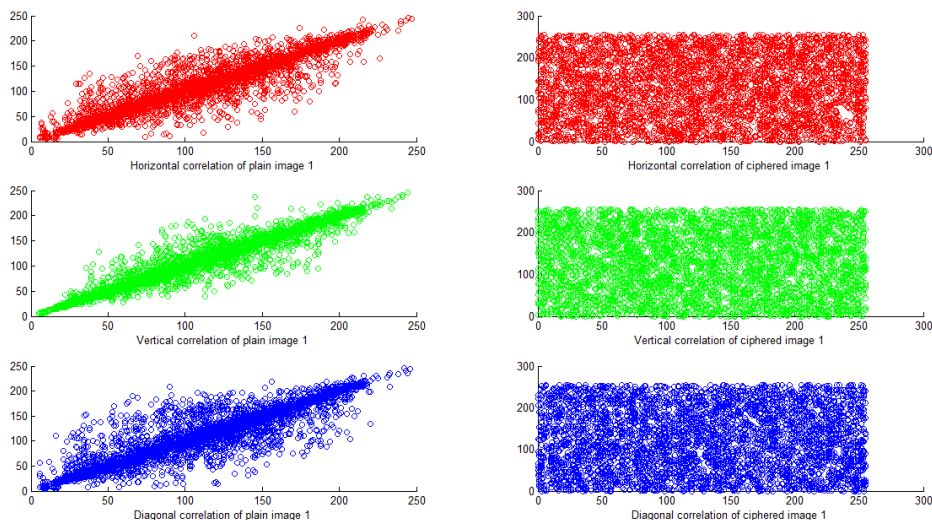 250
200
150
100
50
0
0 50 100 150 200 250
Horizontal correlation of plain image 1
300
200
100
0
0 50 100 150 200 250 300
Horizontal correlation of ciphered image 1
250
200
150
100
50
0
0 50 100 150 200 250
Vertical correlation of plain image 1
300
200
100
0
0 50 100 150 200 250 300
Vertical correlation of ciphered image 1
250
200
150
100
50
0
0 50 100 150 200 250
Diagonal correlation of plain image 1
300
200
100
0
0 50 100 150 200 250 300
Diagonal correlation of ciphered image 1